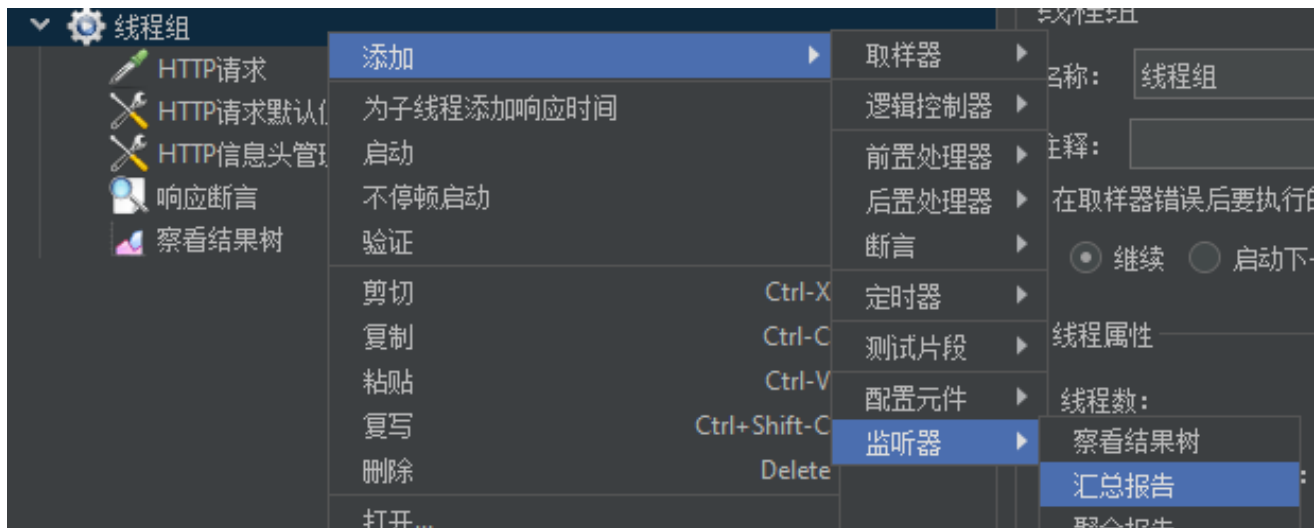 线程组
HTTP请求
HTTP请求默认
HTTP信息头管
响应断言
察看结果树
添加
为子线程添加响应时间
启动
不停顿启动
验证
剪切 Ctrl-X
复制 Ctrl-C
粘贴 Ctrl-V
复写 Ctrl+Shift-C
删除 Delete
打开...
取样器
逻辑控制器
前置处理器
后置处理器
断言
定时器
测试片段
配置元件
监听器
察看结果树
汇总报告
聚合报告
线程组
名称： 线程组
注释：
在取样器错误后要执行的
继续 启动下一
线程属性
线程数：